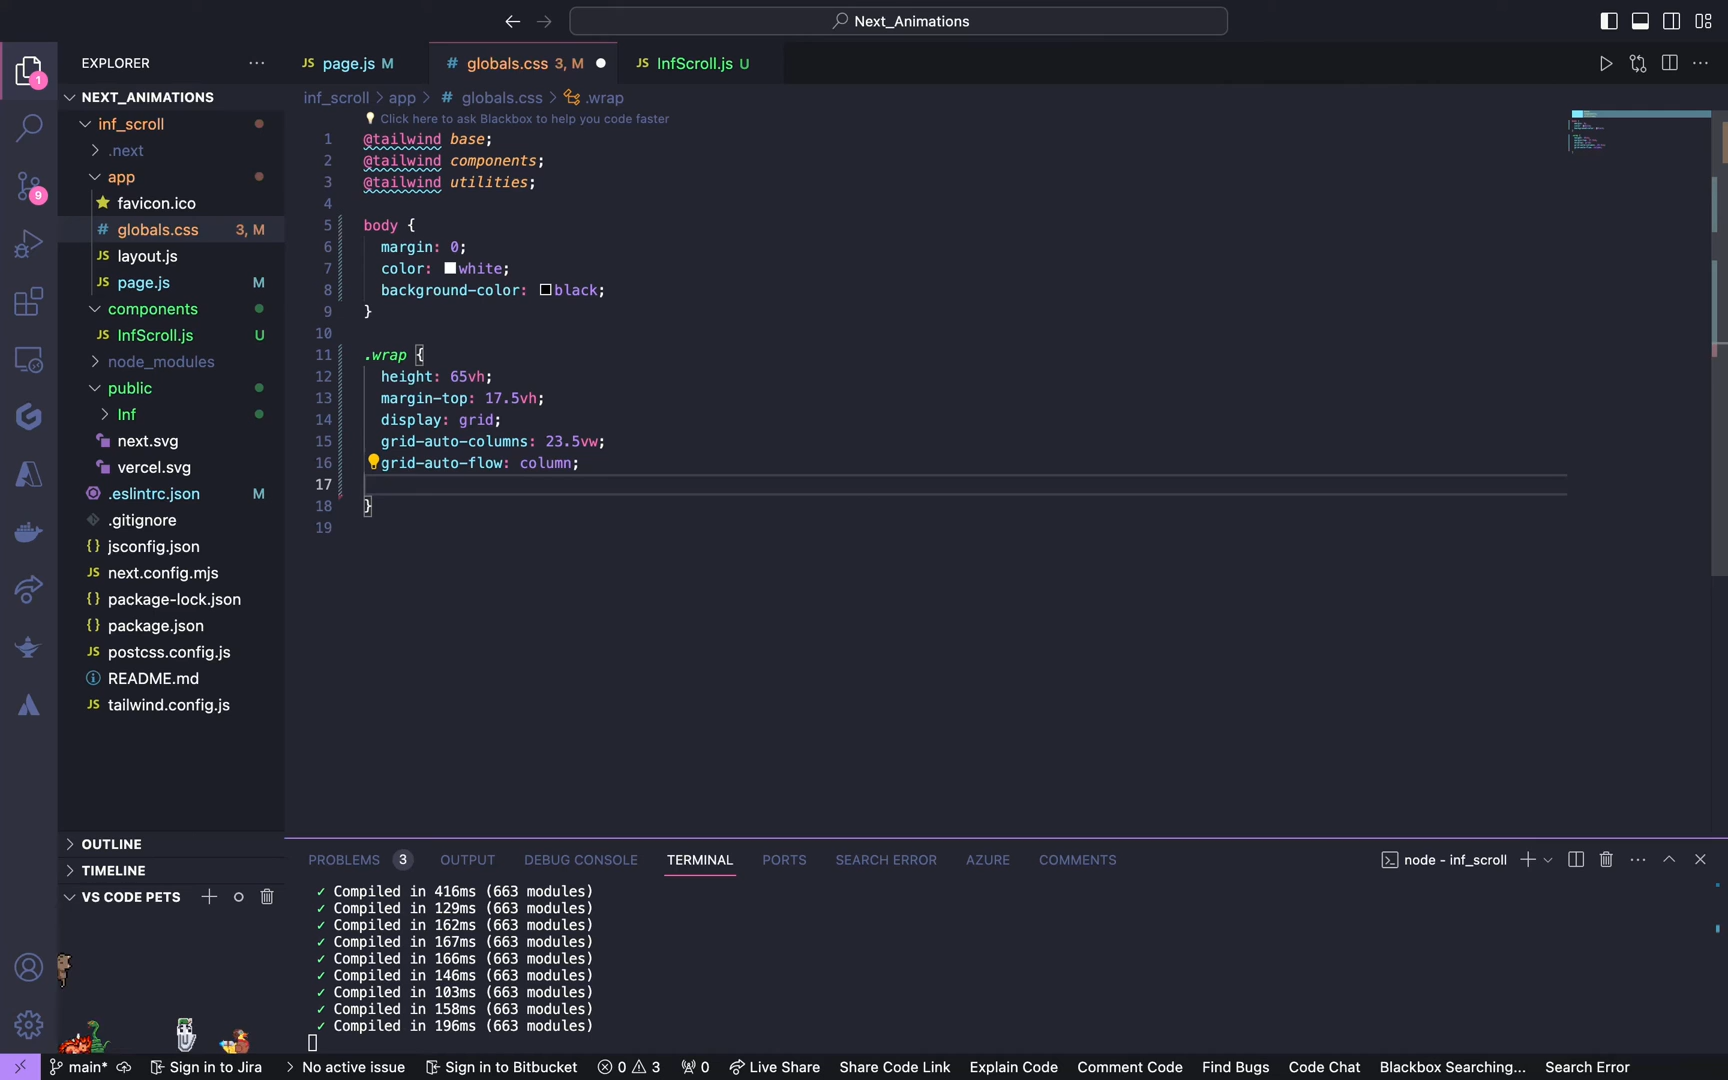 Next_Animations
1
9
EXPLORER
NEXT_ANIMATIONS
inf_scroll
.next
app
favicon.ico
# globals.css 3, M
layout.js
JS page.js M
components
JS InfScroll.js U
node_modules
public
Inf
next.svg
vercel.svg
.eslintrc.json M
.gitignore
{} jsconfig.json
JS next.config.mjs
{} package-lock.json
{} package.json
JS postcss.config.js
README.md
JS tailwind.config.js
OUTLINE
TIMELINE
VS CODE PETS
JS page.js M
# globals.css 3, M
JS InfScroll.js U
inf_scroll > app > # globals.css > .wrap
Click here to ask Blackbox to help you code faster
1 @tailwind base;
2 @tailwind components;
3 @tailwind utilities;
4
5 body {
6 margin: 0;
7 color: white;
8 background-color: black;
9 }
10
11 .wrap {
12 height: 65vh;
13 margin-top: 17.5vh;
14 display: grid;
15 grid-auto-columns: 23.5vw;
16 grid-auto-flow: column;
17
18 }
19
PROBLEMS 3 OUTPUT DEBUG CONSOLE TERMINAL PORTS SEARCH ERROR AZURE COMMENTS
node - inf_scroll
✓ Compiled in 416ms (663 modules)
✓ Compiled in 129ms (663 modules)
✓ Compiled in 162ms (663 modules)
✓ Compiled in 167ms (663 modules)
✓ Compiled in 166ms (663 modules)
✓ Compiled in 146ms (663 modules)
✓ Compiled in 103ms (663 modules)
✓ Compiled in 158ms (663 modules)
✓ Compiled in 196ms (663 modules)
main* Sign in to Jira No active issue Sign in to Bitbucket 0 3 0 Live Share Share Code Link Explain Code Comment Code Find Bugs Code Chat Blackbox Searching... Search Error